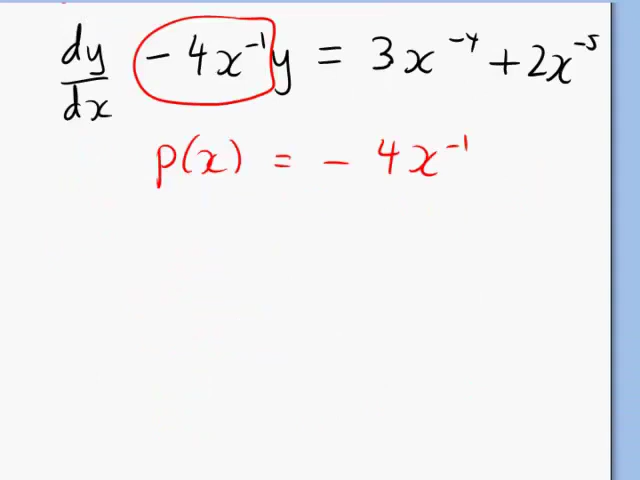 dy/dx - 4x⁻¹y = 3x⁻⁴ + 2x⁻⁵
p(x) = - 4x⁻¹